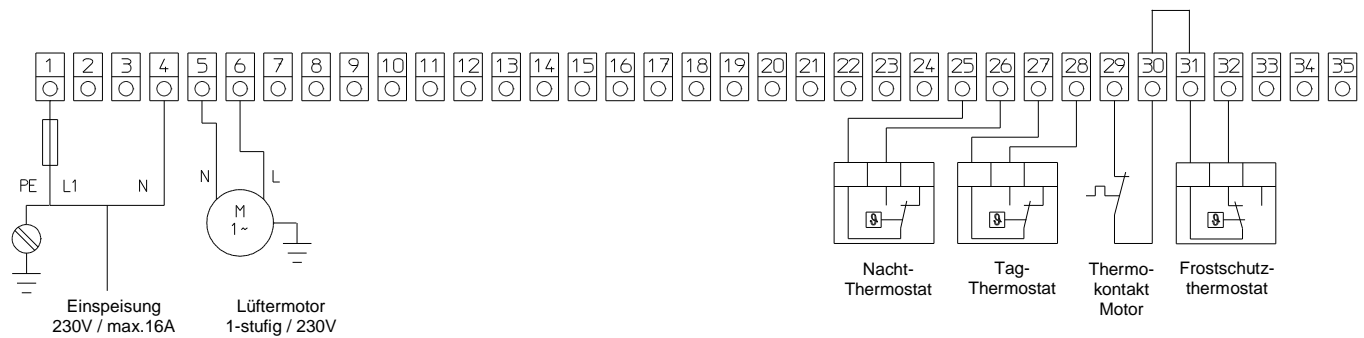 1 2 3 4 5 6 7 8 9 10 11 12 13 14 15 16 17 18 19 20 21 22 23 24 25 26 27 28 29 30 31 32 33 34 35
PE L1 N
N L
M
1~
ϑ
ϑ
ϑ
Einspeisung
230V / max.16A
Lüftermotor
1-stufig / 230V
Nacht-
Thermostat
Tag-
Thermostat
Thermo-
kontakt
Motor
Frostschutz-
thermostat